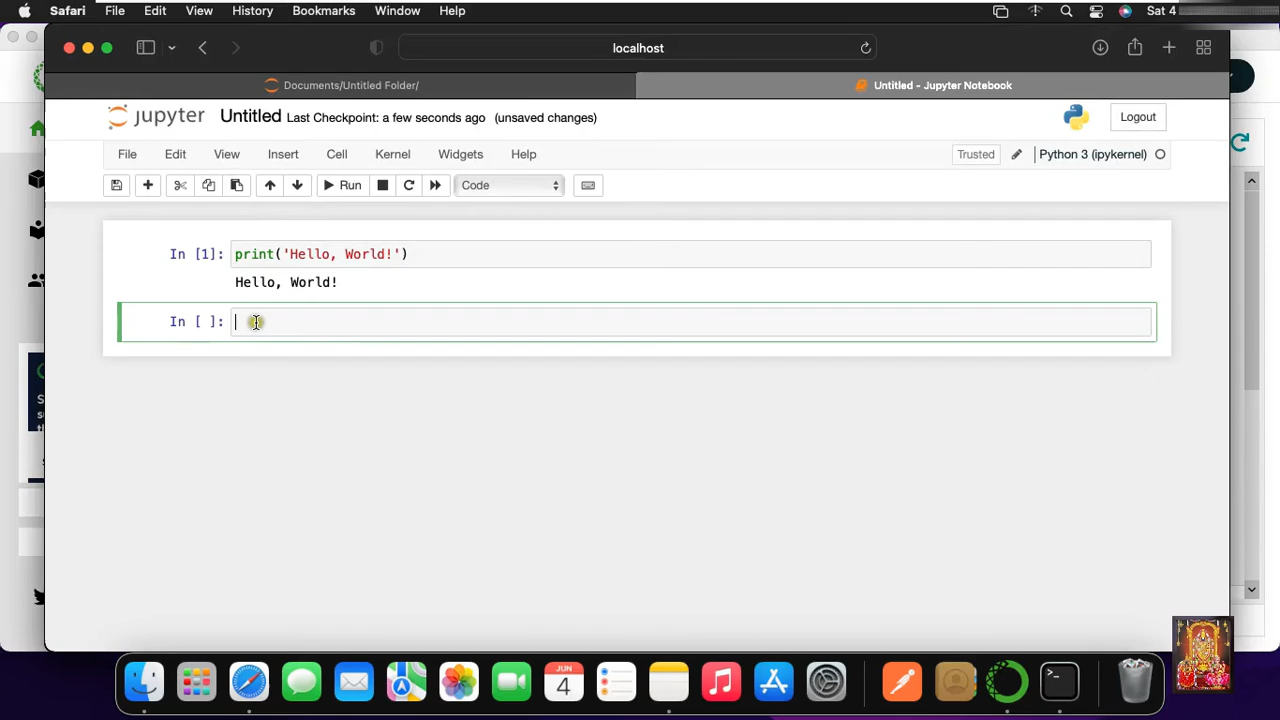 Safari File Edit View History Bookmarks Window Help Sat 4
localhost
Documents/Untitled Folder/ Untitled - Jupyter Notebook
jupyter Untitled Last Checkpoint: a few seconds ago (unsaved changes) Logout
File Edit View Insert Cell Kernel Widgets Help Trusted Python 3 (ipykernel)
Run Code
In [1]: print('Hello, World!')
Hello, World!
In [ ]:
JUN
4